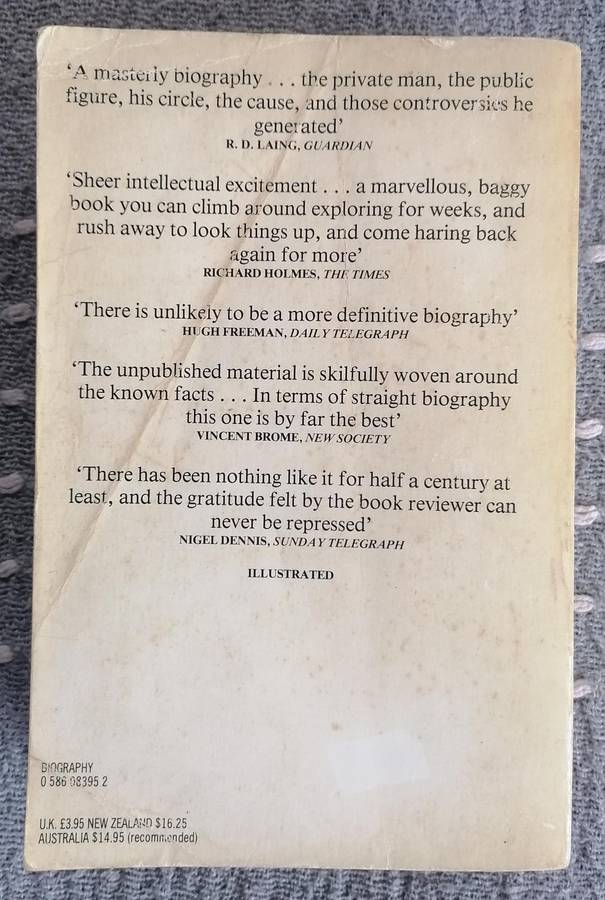 ‘A masterly biography . . . the private man, the public
figure, his circle, the cause, and those controversies he
generated’
R. D. LAING, GUARDIAN
‘Sheer intellectual excitement . . . a marvellous, baggy
book you can climb around exploring for weeks, and
rush away to look things up, and come haring back
again for more’
RICHARD HOLMES, THE TIMES
‘There is unlikely to be a more definitive biography’
HUGH FREEMAN, DAILY TELEGRAPH
‘The unpublished material is skilfully woven around
the known facts . . . In terms of straight biography
this one is by far the best’
VINCENT BROME, NEW SOCIETY
‘There has been nothing like it for half a century at
least, and the gratitude felt by the book reviewer can
never be repressed’
NIGEL DENNIS, SUNDAY TELEGRAPH
ILLUSTRATED
BIOGRAPHY
0 586 08395 2
U.K. £3.95 NEW ZEALAND $16.25
AUSTRALIA $14.95 (recommended)